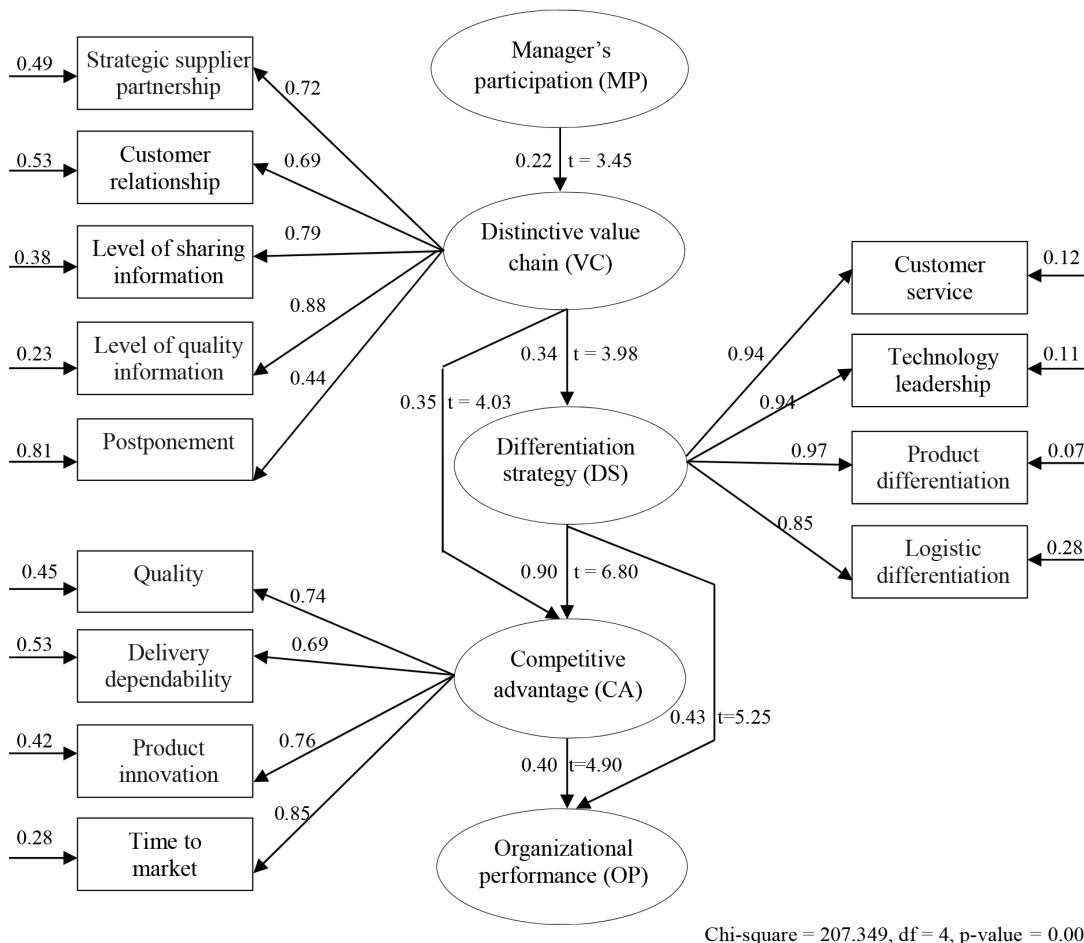 Manager’s
participation (MP)
0.22
t = 3.45
Distinctive value
chain (VC)
0.49
Strategic supplier
partnership
0.72
0.53
Customer
relationship
0.69
0.38
Level of sharing
information
0.79
0.23
Level of quality
information
0.88
0.81
Postponement
0.44
0.34
t = 3.98
0.35
t = 4.03
Differentiation
strategy (DS)
0.94
Customer
service
0.12
0.94
Technology
leadership
0.11
0.97
Product
differentiation
0.07
0.85
Logistic
differentiation
0.28
0.90
t = 6.80
0.45
Quality
0.74
0.53
Delivery
dependability
0.69
0.42
Product
innovation
0.76
0.28
Time to
market
0.85
Competitive
advantage (CA)
0.43
t=5.25
0.40
t=4.90
Organizational
performance (OP)
Chi-square = 207.349, df = 4, p-value = 0.00